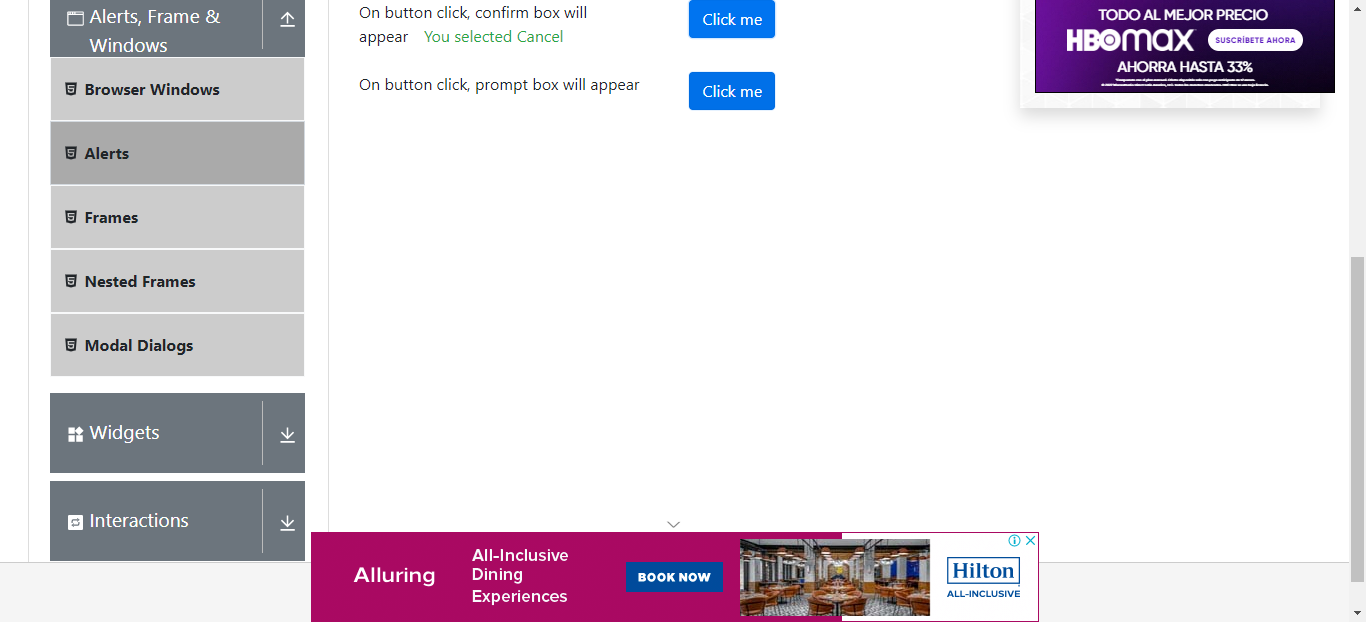 Alerts, Frame &
Windows
Browser Windows
Alerts
Frames
Nested Frames
Modal Dialogs
Widgets
Interactions
On button click, confirm box will
appear You selected Cancel
Click me
On button click, prompt box will appear
Click me
TODO AL MEJOR PRECIO
HBOMAX
SUSCRÍBETE AHORA
AHORRA HASTA 33%
Alluring
All-Inclusive
Dining
Experiences
BOOK NOW
Hilton
ALL-INCLUSIVE